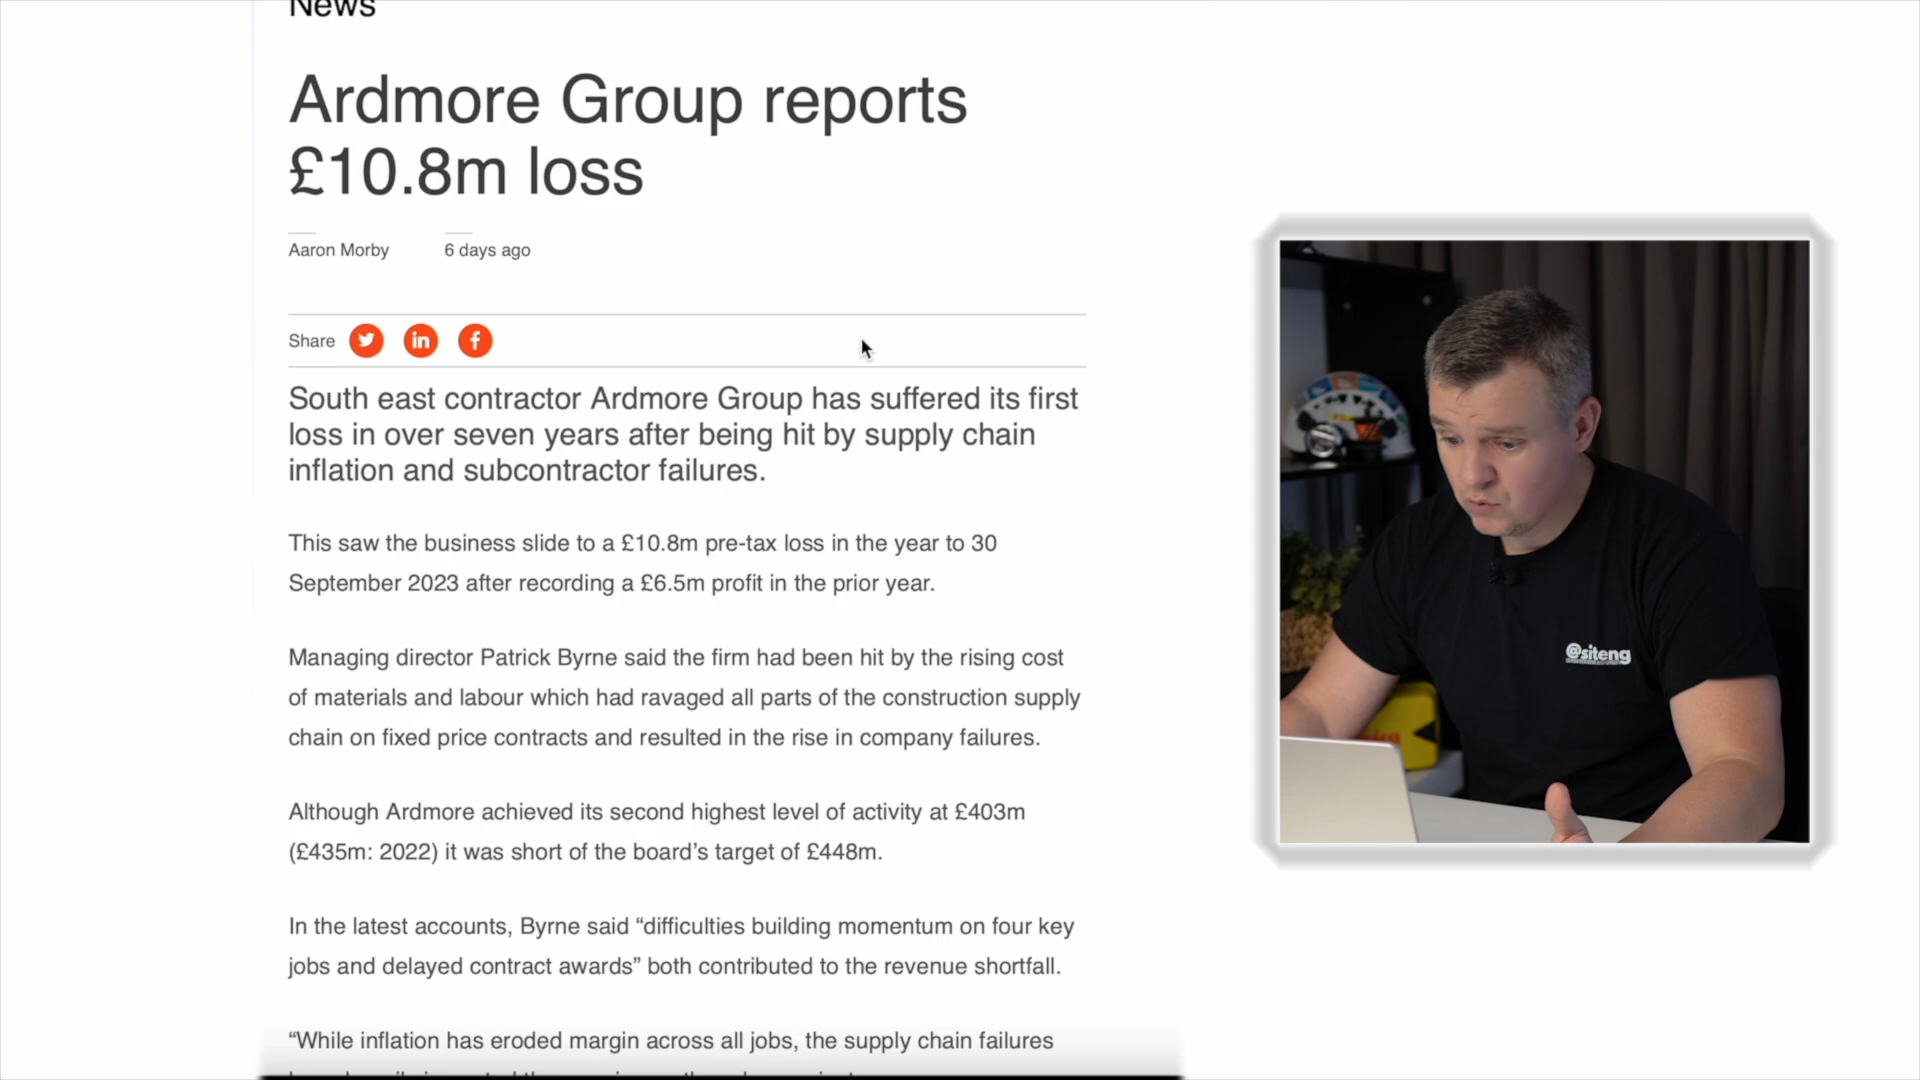 News
Ardmore Group reports
£10.8m loss
Aaron Morby 6 days ago
Share
South east contractor Ardmore Group has suffered its first
loss in over seven years after being hit by supply chain
inflation and subcontractor failures.
This saw the business slide to a £10.8m pre-tax loss in the year to 30
September 2023 after recording a £6.5m profit in the prior year.
Managing director Patrick Byrne said the firm had been hit by the rising cost
of materials and labour which had ravaged all parts of the construction supply
chain on fixed price contracts and resulted in the rise in company failures.
Although Ardmore achieved its second highest level of activity at £403m
(£435m: 2022) it was short of the board’s target of £448m.
In the latest accounts, Byrne said “difficulties building momentum on four key
jobs and delayed contract awards” both contributed to the revenue shortfall.
“While inflation has eroded margin across all jobs, the supply chain failures
@siteng